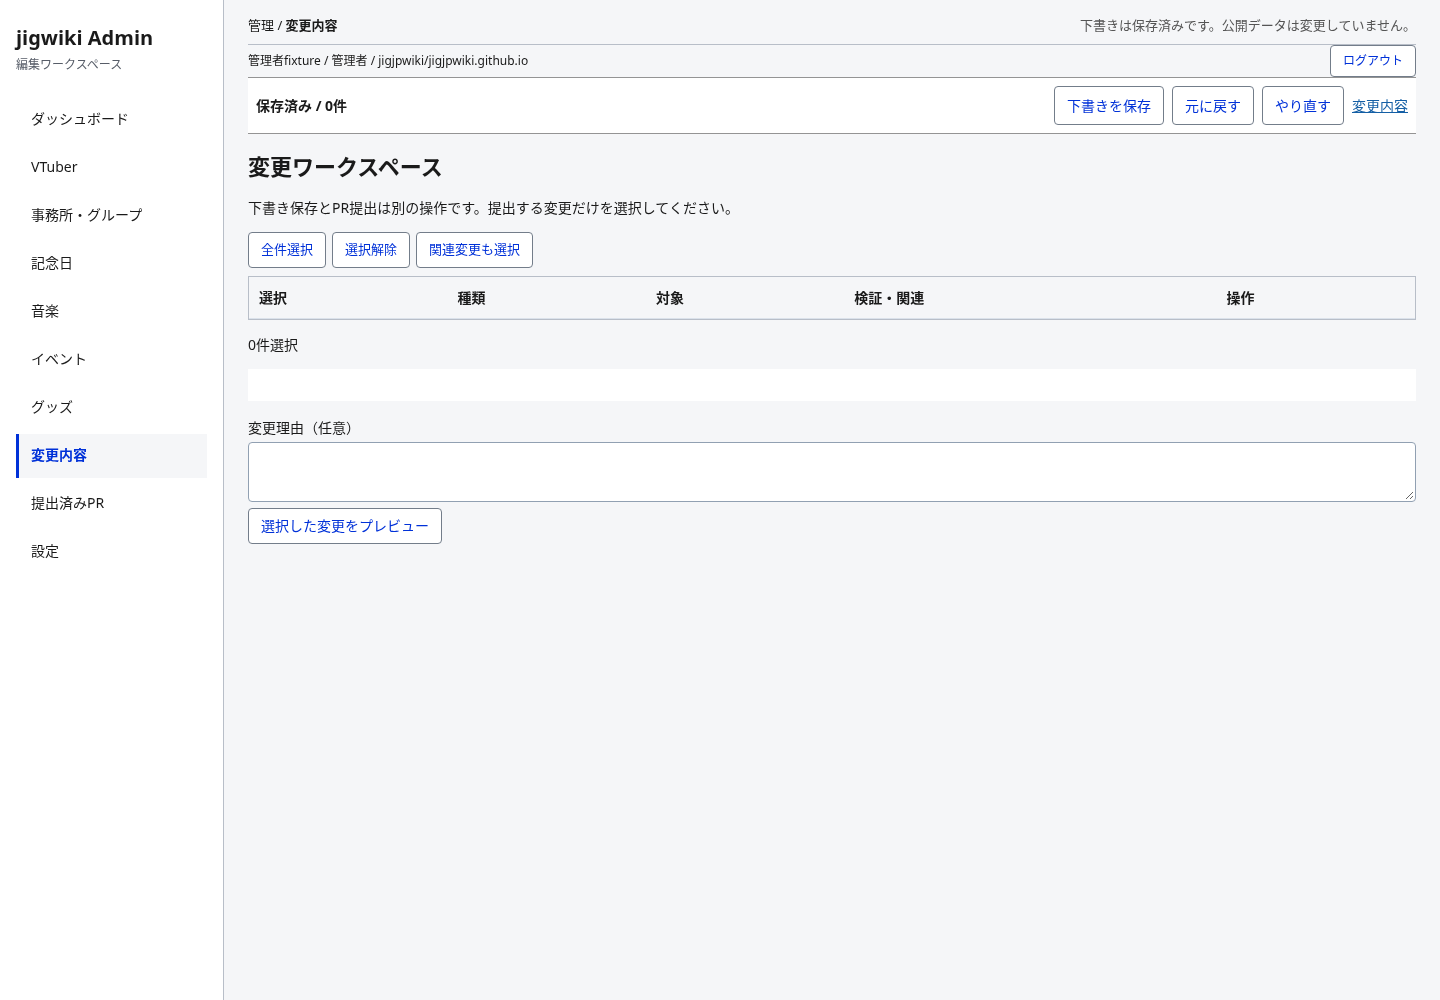 jigwiki Admin
編集ワークスペース
ダッシュボード
VTuber
事務所・グループ
記念日
音楽
イベント
グッズ
変更内容
提出済みPR
設定
管理 / 変更内容
下書きは保存済みです。公開データは変更していません。
管理者fixture / 管理者 / jigjpwiki/jigjpwiki.github.io
ログアウト
保存済み / 0件
下書きを保存
元に戻す
やり直す
変更内容
変更ワークスペース
下書き保存とPR提出は別の操作です。提出する変更だけを選択してください。
全件選択
選択解除
関連変更も選択
選択
種類
対象
検証・関連
操作
0件選択
変更理由（任意）
選択した変更をプレビュー